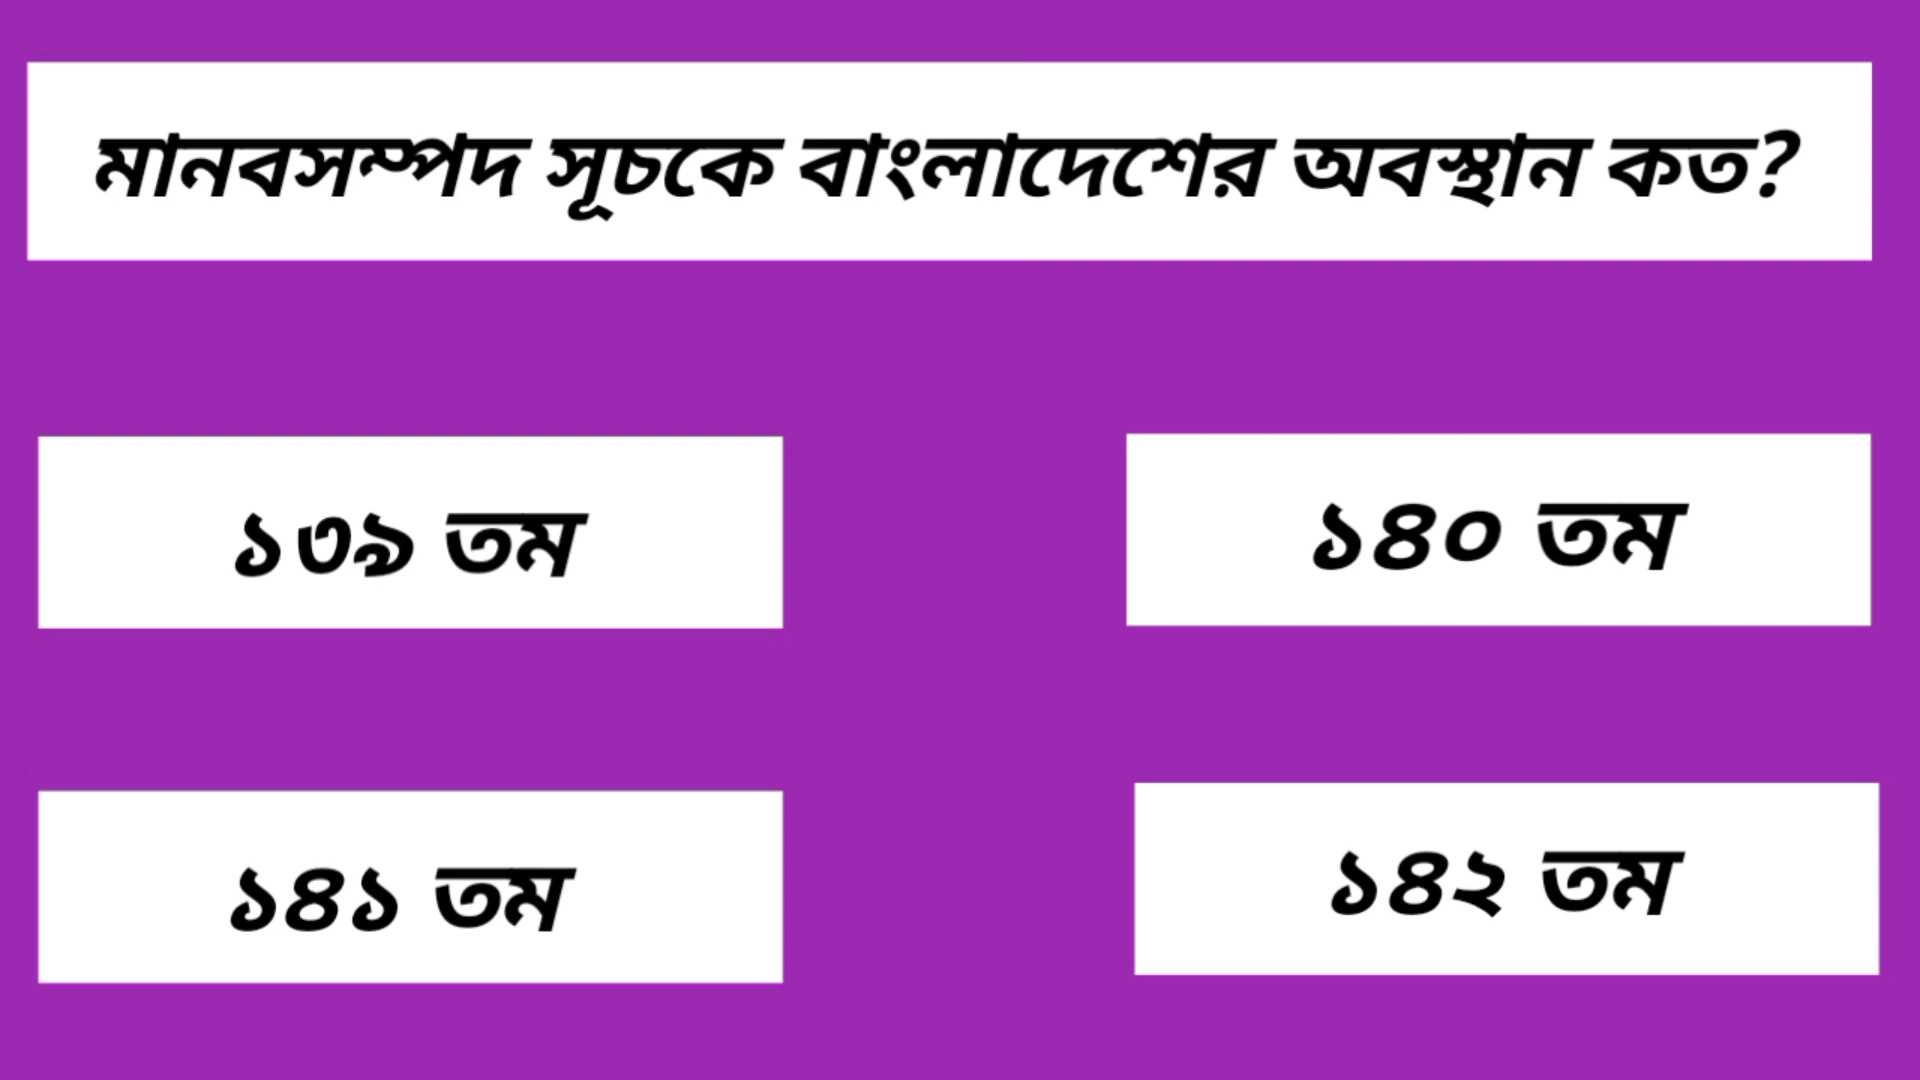 মানবসম্পদ সূচকে বাংলাদেশের অবস্থান কত?
১৩৯ তম
১৪০ তম
১৪১ তম
১৪২ তম